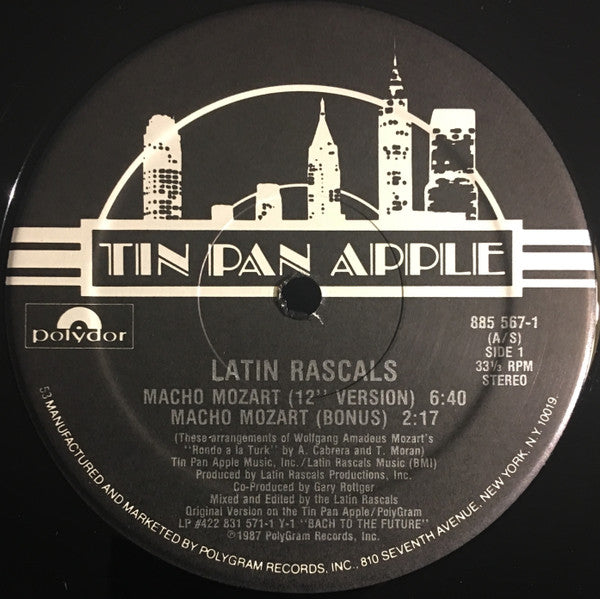 TIN PAN APPLE
polydor
885 567-1
(A/S)
SIDE 1
33⅓ RPM
STEREO
LATIN RASCALS
MACHO MOZART (12'' VERSION) 6:40
MACHO MOZART (BONUS) 2:17
(These arrangements of Wolfgang Amadeus Mozart's
"Rondo a la Turk" by A. Cabrera and T. Moran)
Tin Pan Apple Music, Inc./Latin Rascals Music (BMI)
Produced by Latin Rascals Productions, Inc.
Co-Produced by Gary Rottger
Mixed and Edited by the Latin Rascals
Original Version on the Tin Pan Apple/PolyGram
LP #422 831 571-1 Y-1 "BACH TO THE FUTURE"
℗1987 PolyGram Records, Inc.
53 MANUFACTURED AND MARKETED BY POLYGRAM RECORDS, INC., 810 SEVENTH AVENUE, NEW YORK, N.Y. 10019.